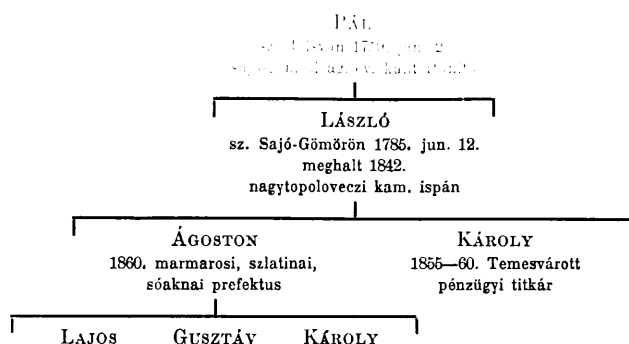 PÁL
LÁSZLÓ
sz. Sajó-Gömörön 1785. jun. 12.
meghalt 1842.
nagytopoloveczi kam. ispán
ÁGOSTON
1860. marmarosi, szlatinai,
sóaknai prefektus
KÁROLY
1855—60. Temesvárott
pénzügyi titkár
LAJOS GUSZTÁV KÁROLY